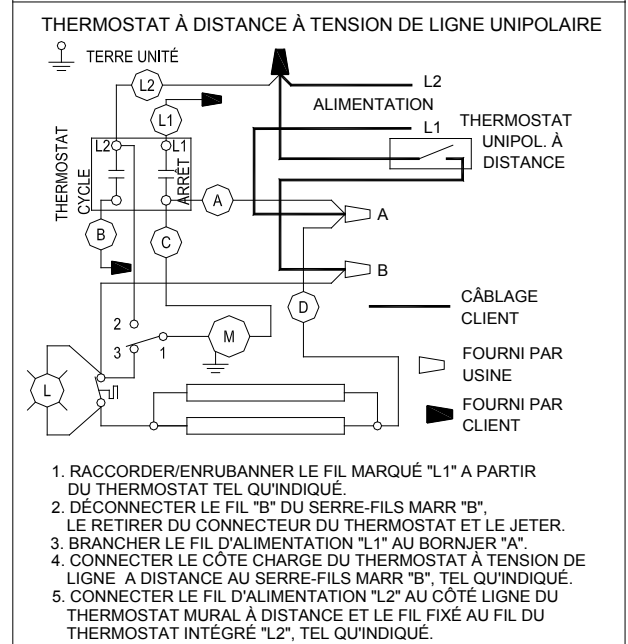 THERMOSTAT À DISTANCE À TENSION DE LIGNE UNIPOLAIRE
TERRE UNITÉ
L2
L2
ALIMENTATION
L1
L1
THERMOSTAT
UNIPOL. À
DISTANCE
L2
L1
THERMOSTAT
CYCLE
ARRÊT
A
A
B
C
B
D
CÂBLAGE
CLIENT
2
3
1
M
FOURNI PAR
USINE
L
FOURNI PAR
CLIENT
1. RACCORDER/ENRUBANNER LE FIL MARQUÉ "L1" A PARTIR
DU THERMOSTAT TEL QU'INDIQUÉ.
2. DÉCONNECTER LE FIL "B" DU SERRE-FILS MARR "B",
LE RETIRER DU CONNECTEUR DU THERMOSTAT ET LE JETER.
3. BRANCHER LE FIL D'ALIMENTATION "L1" AU BORNJER "A".
4. CONNECTER LE CÔTE CHARGE DU THERMOSTAT À TENSION DE
LIGNE A DISTANCE AU SERRE-FILS MARR "B", TEL QU'INDIQUÉ.
5. CONNECTER LE FIL D'ALIMENTATION "L2" AU CÔTÉ LIGNE DU
THERMOSTAT MURAL À DISTANCE ET LE FIL FIXÉ AU FIL DU
THERMOSTAT INTÉGRÉ "L2", TEL QU'INDIQUÉ.